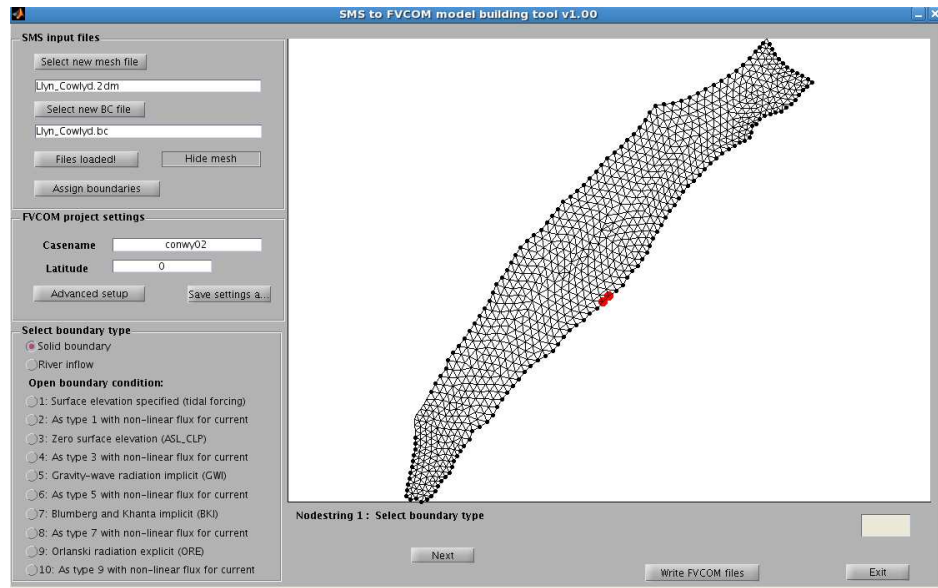 SMS to FVCOM model building tool v1.00
SMS input files
Select new mesh file
Llyn_Cowlyd.2dm
Select new BC file
Llyn_Cowlyd.bc
Files loaded!
Hide mesh
Assign boundaries
FVCOM project settings
Casename
conwy02
Latitude
0
Advanced setup
Save settings a...
Select boundary type
Solid boundary
River inflow
Open boundary condition:
1: Surface elevation specified (tidal forcing)
2: As type 1 with non-linear flux for current
3: Zero surface elevation (ASL_CLP)
4: As type 3 with non-linear flux for current
5: Gravity-wave radiation implicit (GWI)
6: As type 5 with non-linear flux for current
7: Blumberg and Khanta implicit (BKI)
8: As type 7 with non-linear flux for current
9: Orlanski radiation explicit (ORE)
10: As type 9 with non-linear flux for current
Nodestring 1 : Select boundary type
Next
Write FVCOM files
Exit